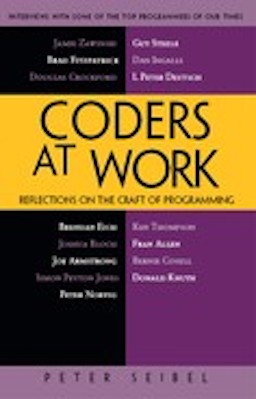 INTERVIEWS WITH SOME OF THE TOP PROGRAMMERS OF OUR TIMES
JAMIE ZAWINSKI
BRAD FITZPATRICK
DOUGLAS CROCKFORD
GUY STEELE
DAN INGALLS
L PETER DEUTSCH
CODERS
AT WORK
REFLECTIONS ON THE CRAFT OF PROGRAMMING
BRENDAN EICH
JOSHUA BLOCH
JOE ARMSTRONG
SIMON PEYTON JONES
PETER NORVIG
KEN THOMPSON
FRAN ALLEN
BERNIE COSELL
DONALD KNUTH
PETER SEIBEL